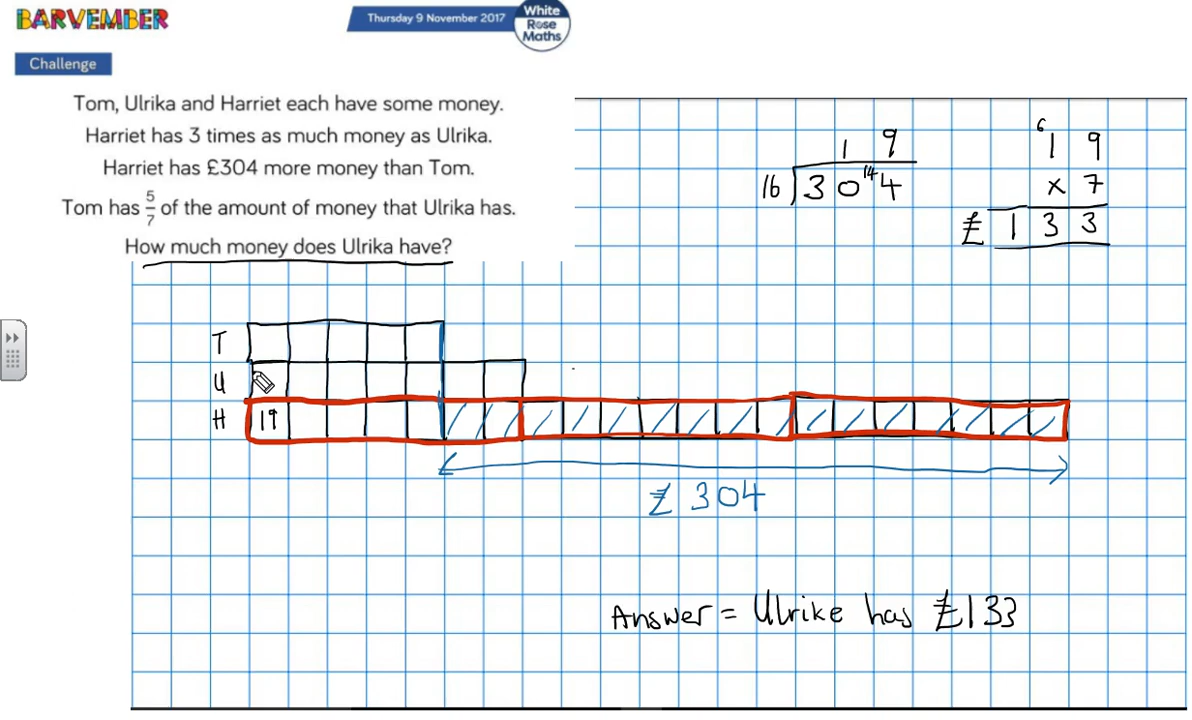 BARVEMBER
Thursday 9 November 2017
White
Rose
Maths
Challenge
Tom, Ulrika and Harriet each have some money.
Harriet has 3 times as much money as Ulrika.
Harriet has £304 more money than Tom.
Tom has 5/7 of the amount of money that Ulrika has.
How much money does Ulrika have?
1 9
16 3 0 14 4
6
1 9
x 7
£ 1 3 3
T
U
H 19
£ 304
Answer = Ulrike has £133